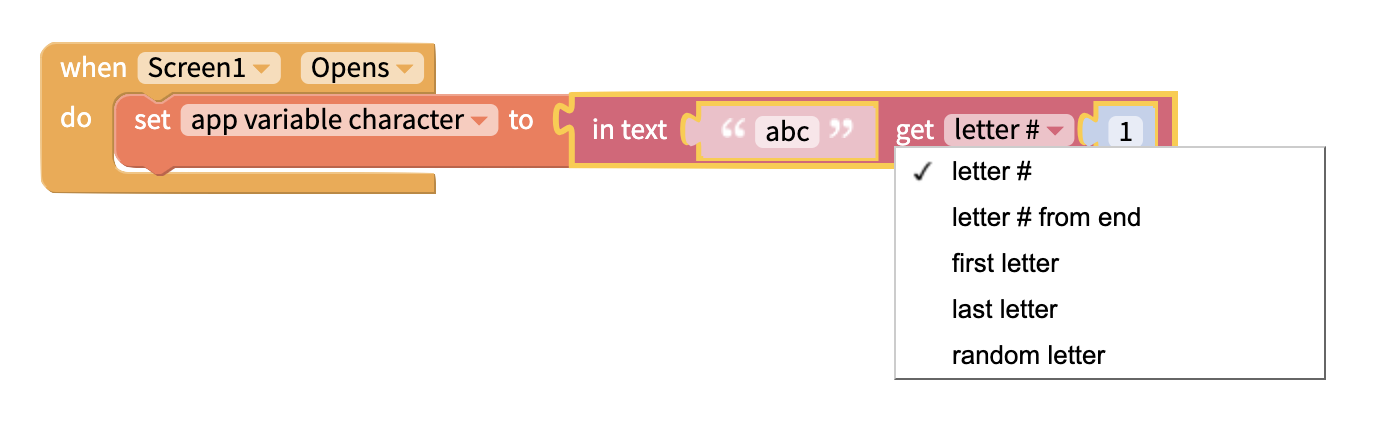 when Screen1 Opens
do set app variable character to in text “ abc ” get letter # 1
✓ letter #
letter # from end
first letter
last letter
random letter